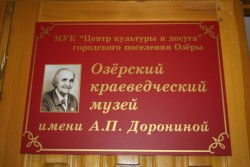 МУК "Центр культуры и досуга"
городского поселения Озёры
Озёрский
краеведческий
музей
имени А.П. Дорониной